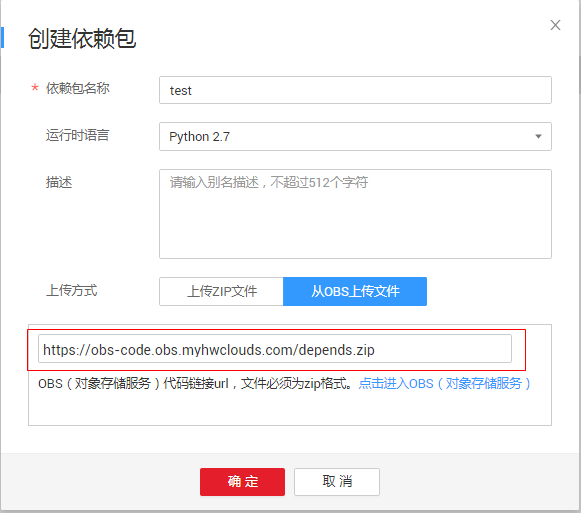 创建依赖包
* 依赖包名称 test
运行时语言 Python 2.7
描述 请输入别名描述，不超过512个字符
上传方式 上传ZIP文件 从OBS上传文件
https://obs-code.obs.myhwclouds.com/depends.zip
OBS（对象存储服务）代码链接url，文件必须为zip格式。点击进入OBS（对象存储服务）
确 定 取 消